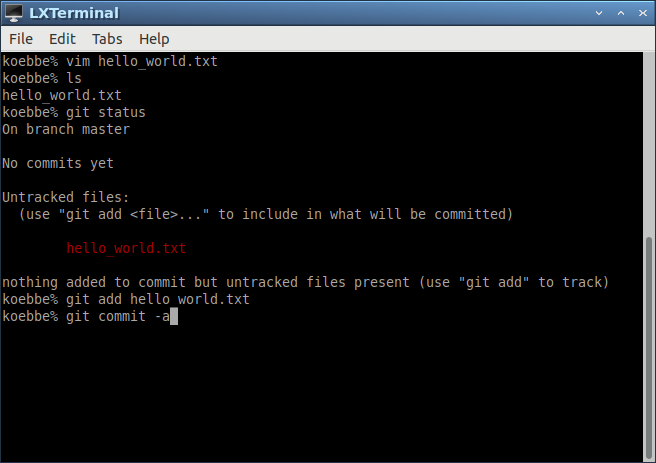 LXTerminal
File Edit Tabs Help
koebbe% vim hello_world.txt
koebbe% ls
hello_world.txt
koebbe% git status
On branch master
No commits yet
Untracked files:
  (use "git add <file>..." to include in what will be committed)
        hello_world.txt
nothing added to commit but untracked files present (use "git add" to track)
koebbe% git add hello_world.txt
koebbe% git commit -a